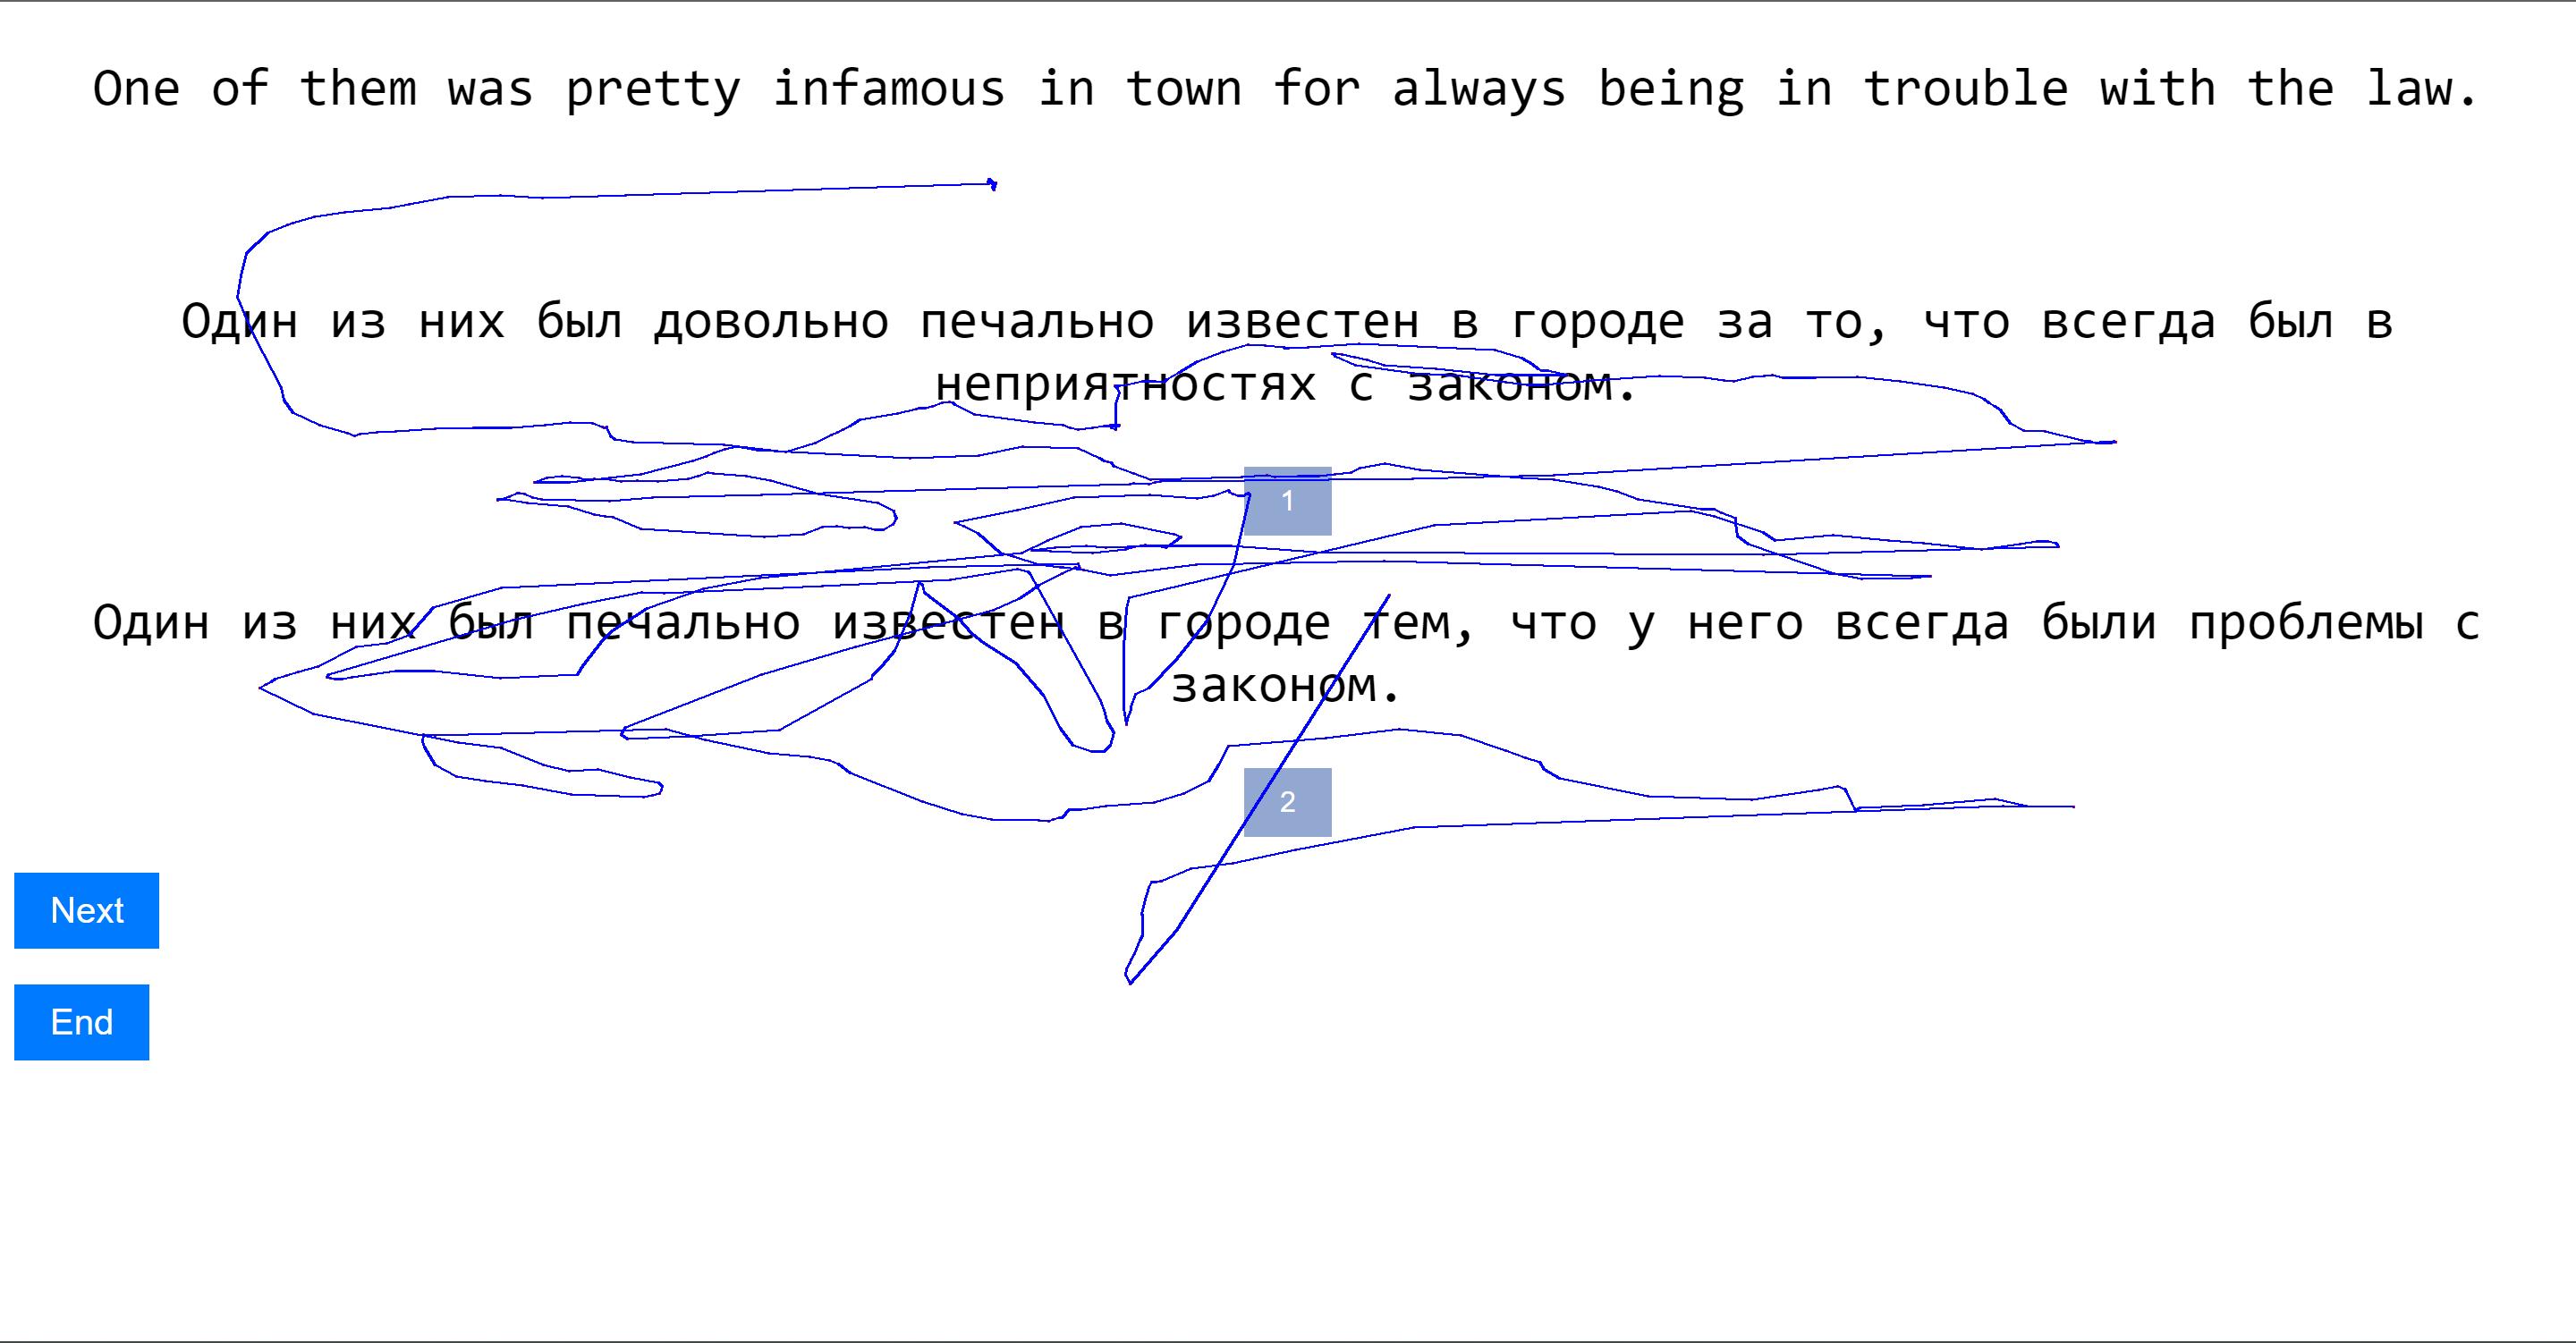 One of them was pretty infamous in town for always being in trouble with the law.
Один из них был довольно печально известен в городе за то, что всегда был в
неприятностях с законом.
1
Один из них был печально известен в городе тем, что у него всегда были проблемы с
законом.
2
Next
End